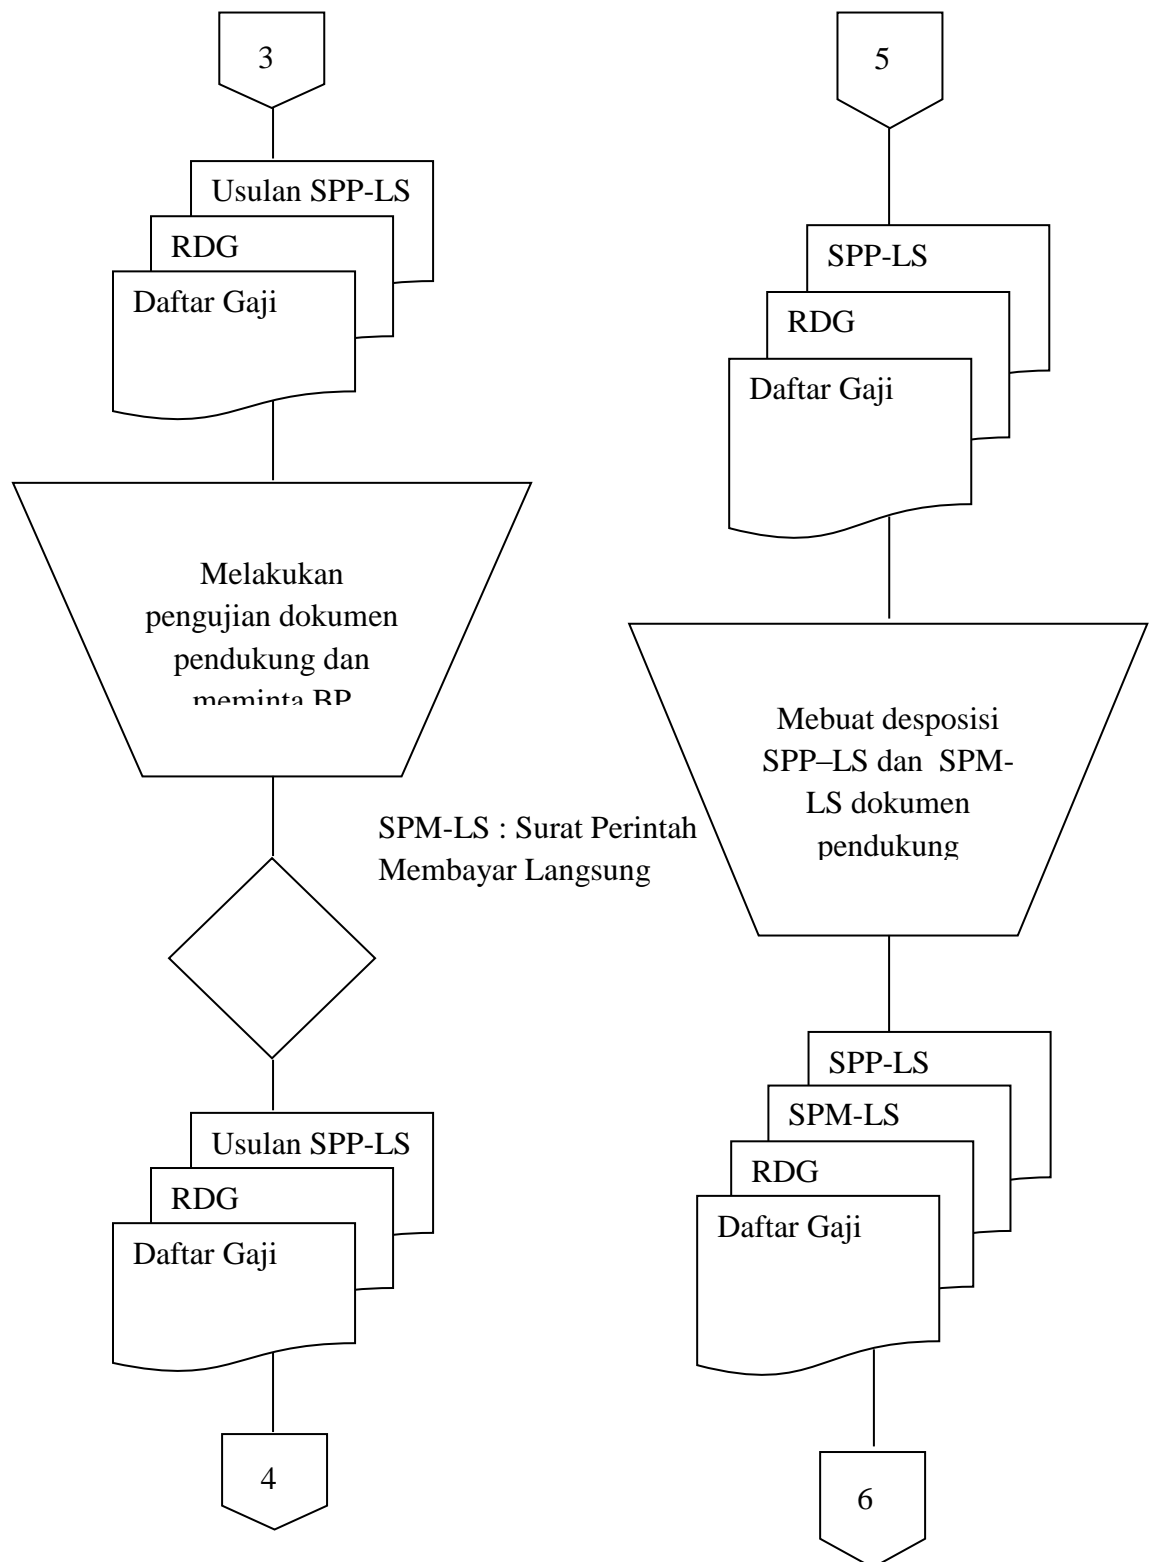 3
Usulan SPP-LS
RDG
Daftar Gaji
Melakukan
pengujian dokumen
pendukung dan
meminta BP
SPM-LS : Surat Perintah
Membayar Langsung
Usulan SPP-LS
RDG
Daftar Gaji
4
5
SPP-LS
RDG
Daftar Gaji
Mebuat desposisi
SPP–LS dan  SPM-
LS dokumen
pendukung
SPP-LS
SPM-LS
RDG
Daftar Gaji
6